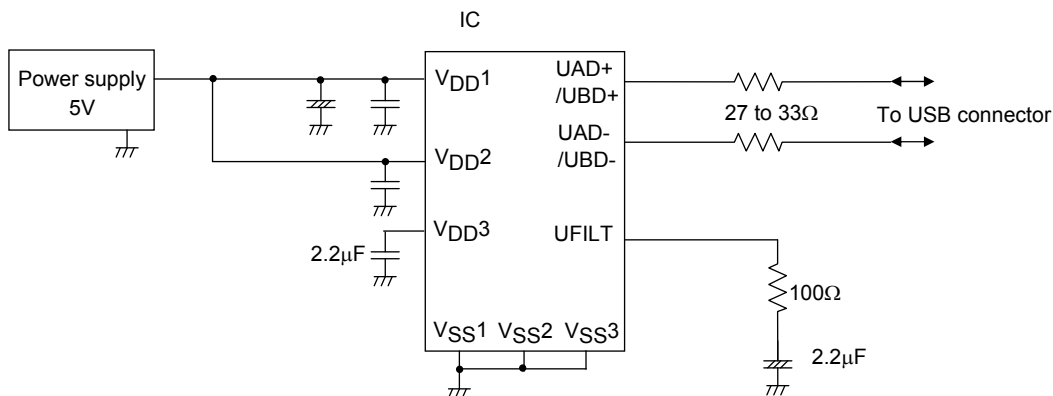 IC
Power supply
5V
VDD1
VDD2
VDD3
2.2μF
UAD+
/UBD+
UAD-
/UBD-
UFILT
27 to 33Ω
To USB connector
100Ω
2.2μF
VSS1 VSS2 VSS3